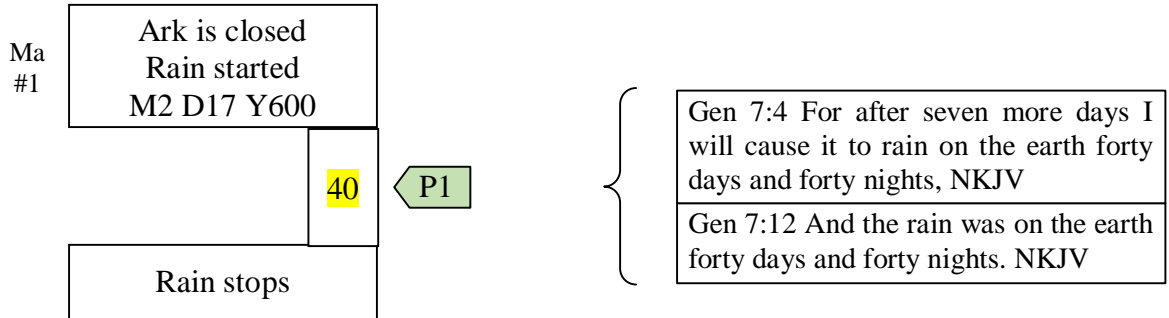 Ma
#1
Ark is closed
Rain started
M2 D17 Y600
40
P1
Rain stops
Gen 7:4 For after seven more days I
will cause it to rain on the earth forty
days and forty nights, NKJV
Gen 7:12 And the rain was on the earth
forty days and forty nights. NKJV